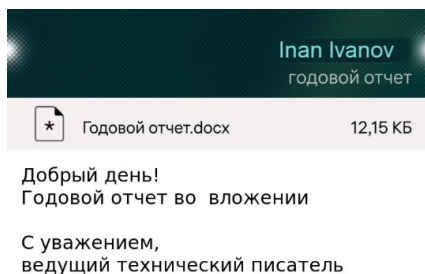 Inan Ivanov
годовой отчет
* Годовой отчет.docx 12,15 КБ
Добрый день!
Годовой отчет во вложении
С уважением,
ведущий технический писатель